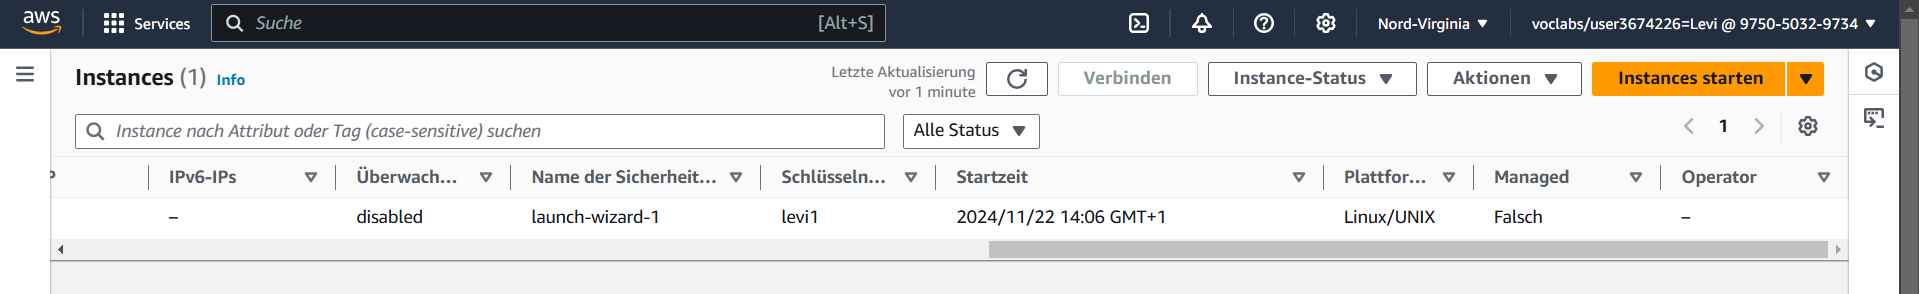 aws
Services
Suche
[Alt+S]
Nord-Virginia
voclabs/user3674226=Levi @ 9750-5032-9734
Instances (1) Info
Letzte Aktualisierung
vor 1 minute
Verbinden
Instance-Status
Aktionen
Instances starten
Instance nach Attribut oder Tag (case-sensitive) suchen
Alle Status
1
IPv6-IPs Überwach... Name der Sicherheit... Schlüsseln... Startzeit Plattfor... Managed Operator
– disabled launch-wizard-1 levi1 2024/11/22 14:06 GMT+1 Linux/UNIX Falsch –